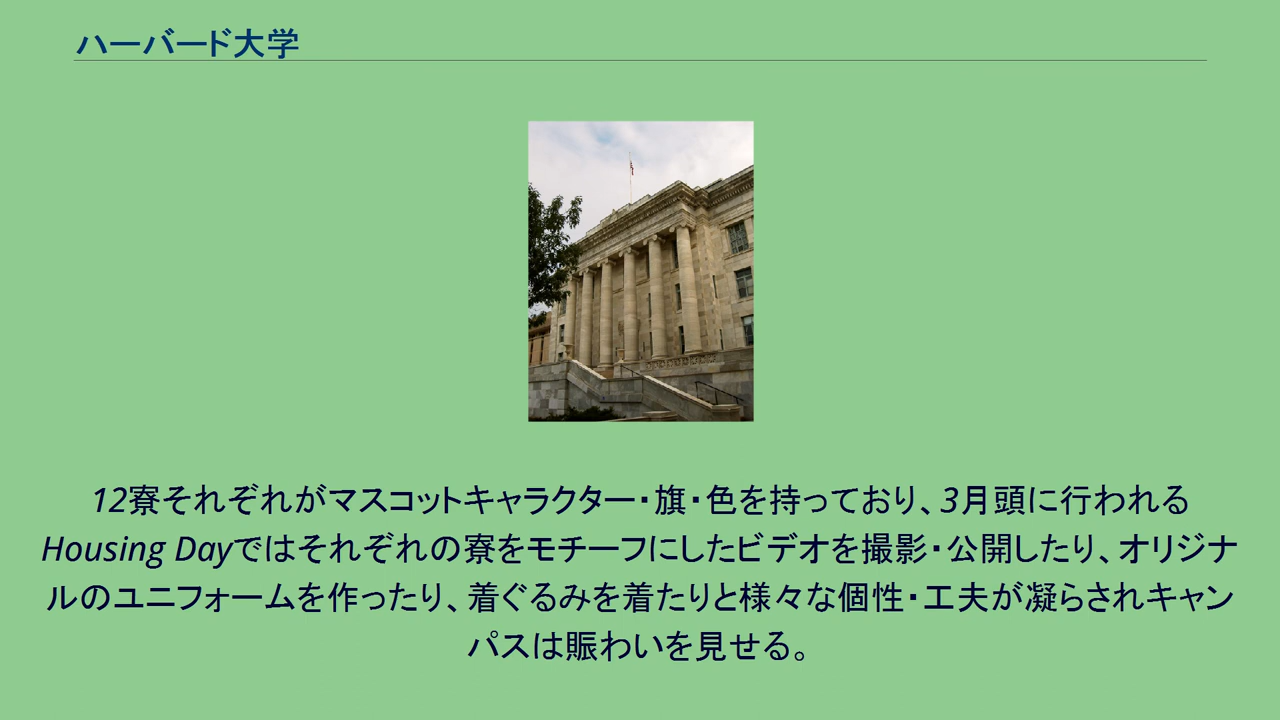 ハーバード大学
12寮それぞれがマスコットキャラクター・旗・色を持っており、3月頭に行われる
Housing Dayではそれぞれの寮をモチーフにしたビデオを撮影・公開したり、オリジナ
ルのユニフォームを作ったり、着ぐるみを着たりと様々な個性・工夫が凝らされキャン
パスは賑わいを見せる。